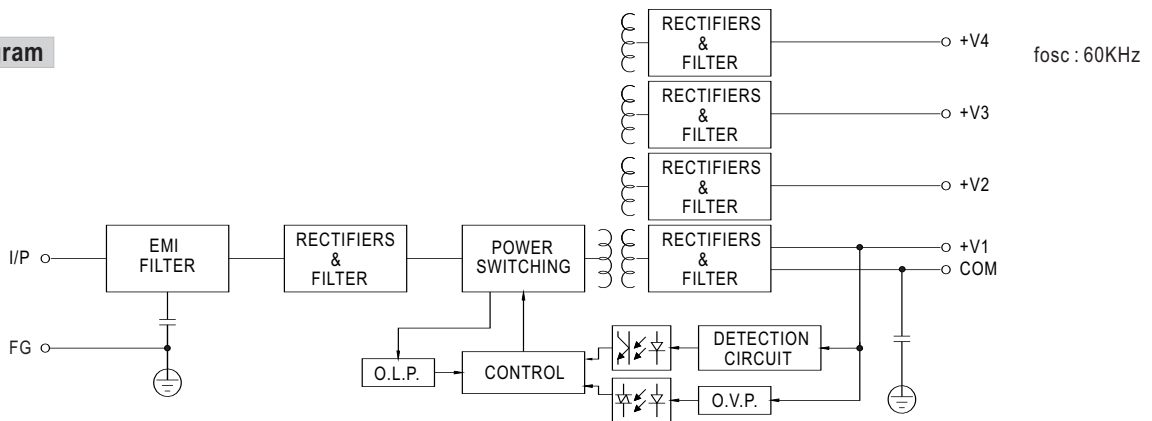 gram
RECTIFIERS
&
FILTER
+V4
fosc : 60KHz
RECTIFIERS
&
FILTER
+V3
RECTIFIERS
&
FILTER
+V2
I/P
EMI
FILTER
RECTIFIERS
&
FILTER
POWER
SWITCHING
RECTIFIERS
&
FILTER
+V1
COM
FG
O.L.P.
CONTROL
DETECTION
CIRCUIT
O.V.P.